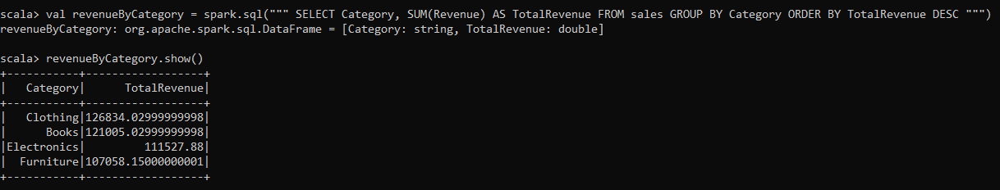 scala> val revenueByCategory = spark.sql(""" SELECT Category, SUM(Revenue) AS TotalRevenue FROM sales GROUP BY Category ORDER BY TotalRevenue DESC """)
revenueByCategory: org.apache.spark.sql.DataFrame = [Category: string, TotalRevenue: double]
scala> revenueByCategory.show()
+-----------+------------------+
|   Category|      TotalRevenue|
+-----------+------------------+
|   Clothing|126834.02999999998|
|      Books|121005.02999999998|
|Electronics|         111527.88|
|  Furniture|107058.15000000001|
+-----------+------------------+